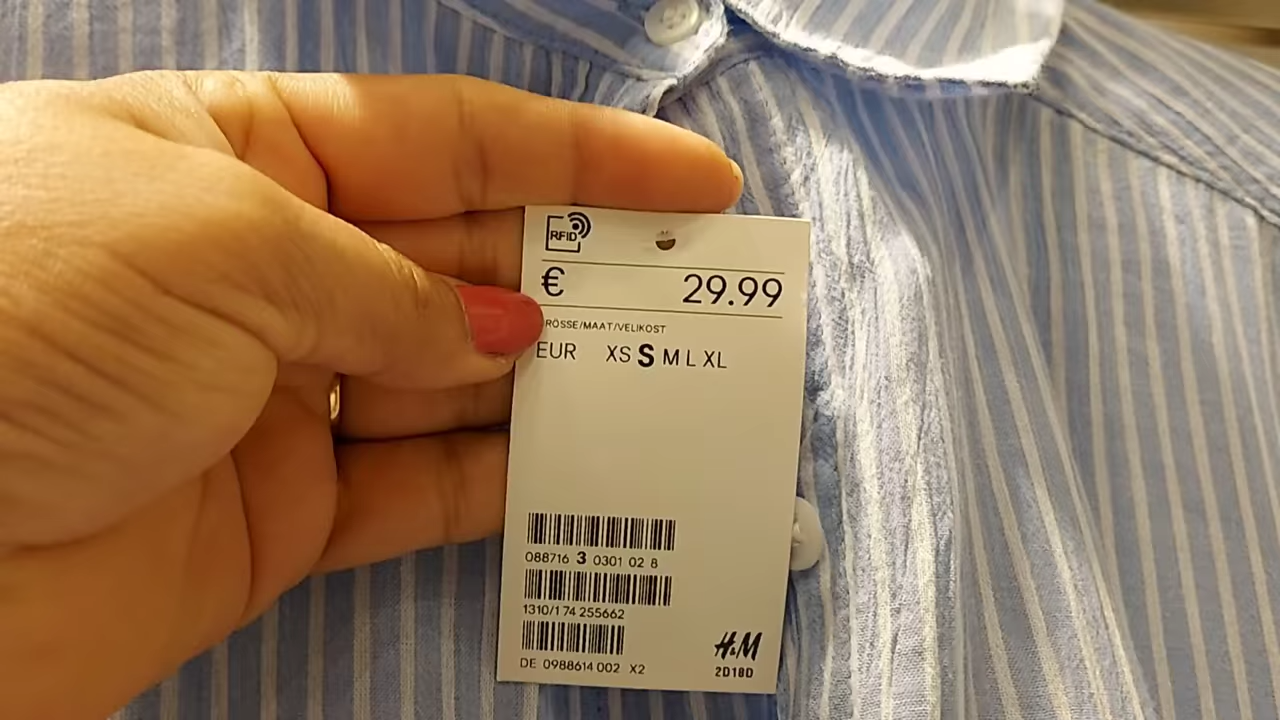 RFID
€ 29.99
RÖSSE/MAAT/VELIKOST
EUR XS S M L XL
088716 3 0301 02 8
1310/174 255662
DE 0988614 002 X2
H&M
2D18D